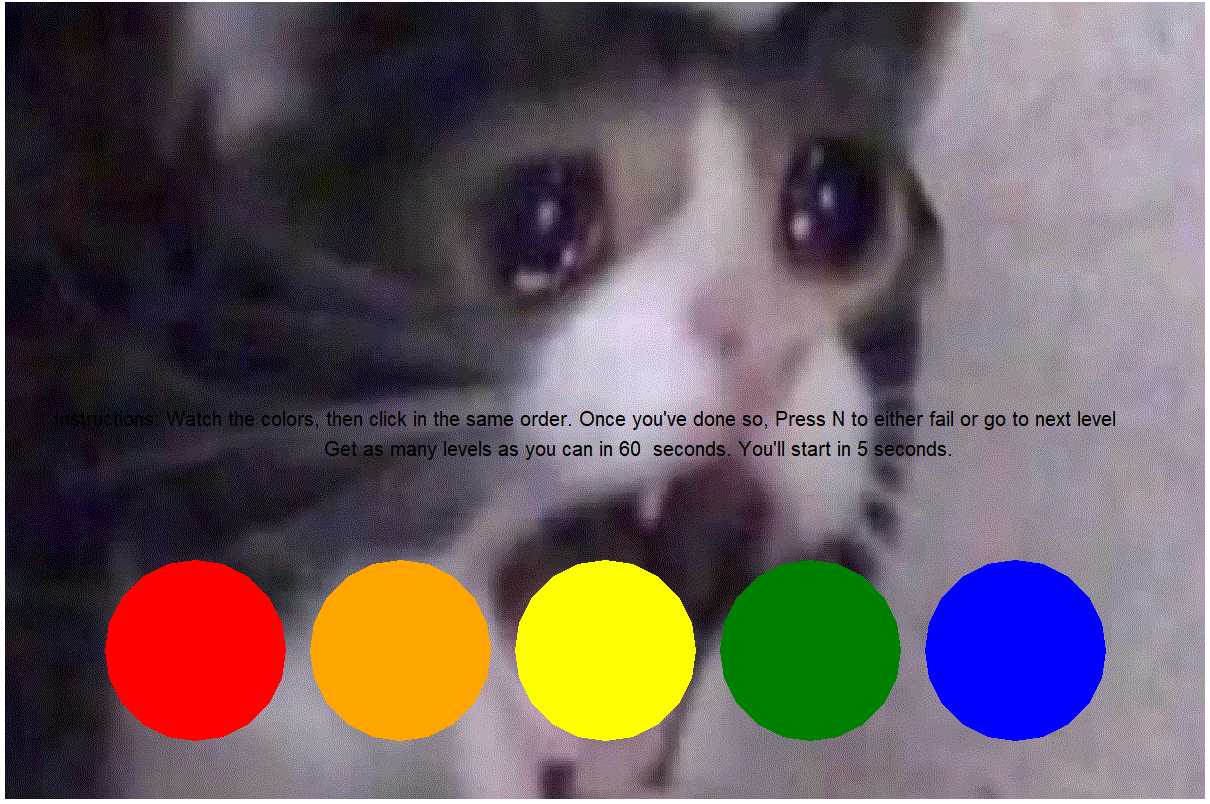 Instructions: Watch the colors, then click in the same order. Once you've done so, Press N to either fail or go to next level
Get as many levels as you can in 60  seconds. You'll start in 5 seconds.